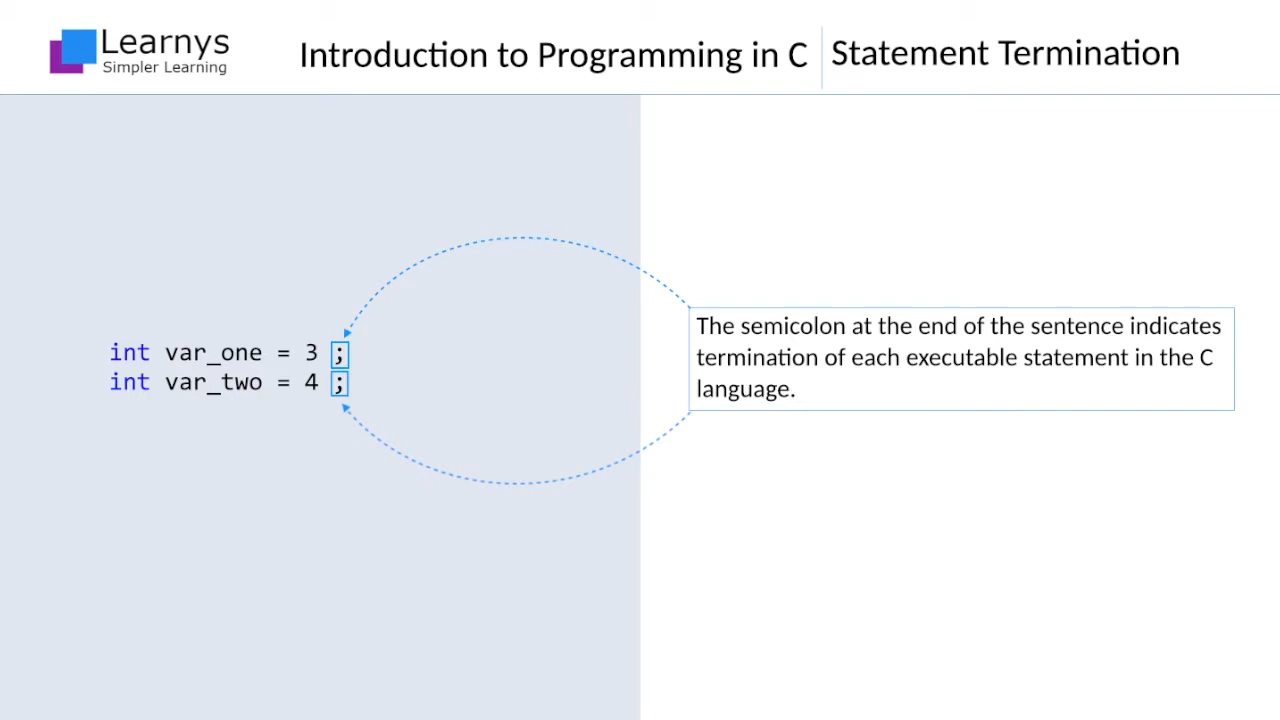 Learnys
Simpler Learning
Introduction to Programming in C
Statement Termination
int var_one = 3 ;
int var_two = 4 ;
The semicolon at the end of the sentence indicates
termination of each executable statement in the C
language.